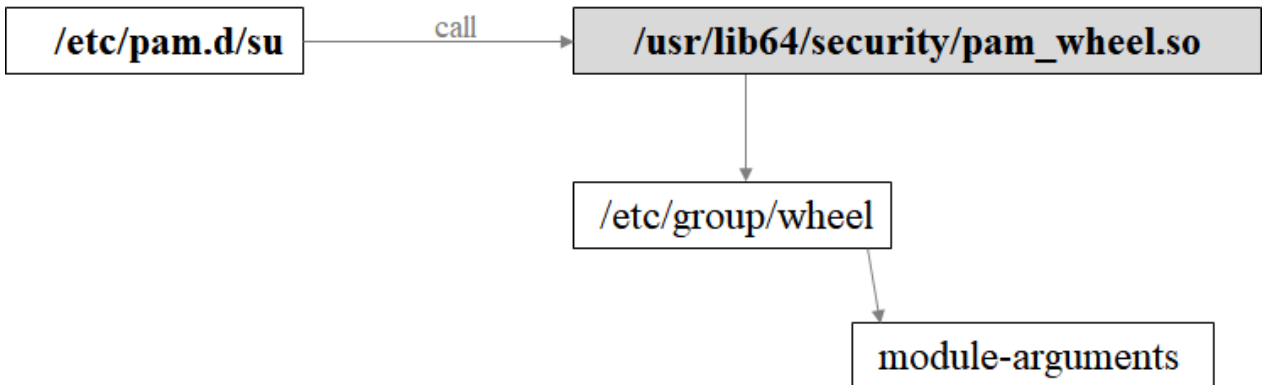 /etc/pam.d/su
call
/usr/lib64/security/pam_wheel.so
/etc/group/wheel
module-arguments